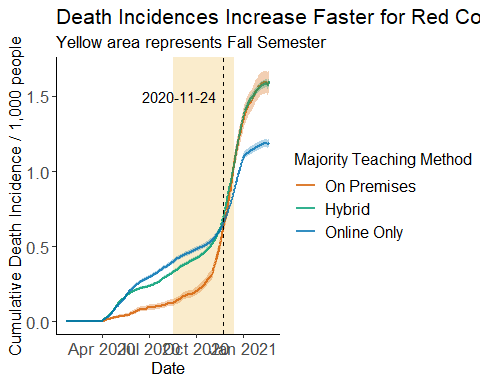 Death Incidences Increase Faster for Red Co
Yellow area represents Fall Semester
Cumulative Death Incidence / 1,000 people
1.5
1.0
0.5
0.0
2020-11-24
Apr 2020 Jul 2020 Oct 2020 Jan 2021
Date
Majority Teaching Method
On Premises
Hybrid
Online Only